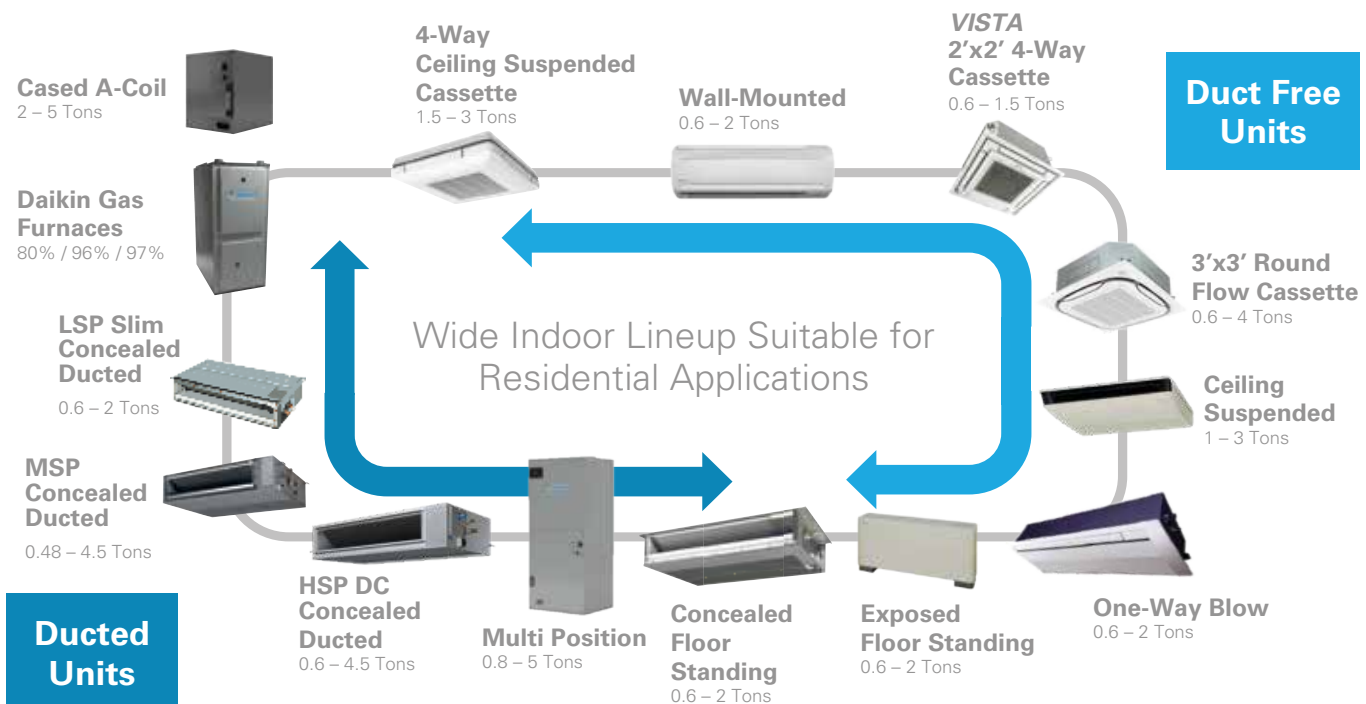 4-Way
Ceiling Suspended
Cassette
1.5 – 3 Tons
VISTA
2’x2’ 4-Way
Cassette
0.6 – 1.5 Tons
Cased A-Coil
2 – 5 Tons
Wall-Mounted
0.6 – 2 Tons
Duct Free
Units
Daikin Gas
Furnaces
80% / 96% / 97%
3’x3’ Round
Flow Cassette
0.6 – 4 Tons
LSP Slim
Concealed
Ducted
0.6 – 2 Tons
Wide Indoor Lineup Suitable for
Residential Applications
Ceiling
Suspended
1 – 3 Tons
MSP
Concealed
Ducted
0.48 – 4.5 Tons
Ducted
Units
HSP DC
Concealed
Ducted
0.6 – 4.5 Tons
Multi Position
0.8 – 5 Tons
Concealed
Floor
Standing
0.6 – 2 Tons
Exposed
Floor Standing
0.6 – 2 Tons
One-Way Blow
0.6 – 2 Tons